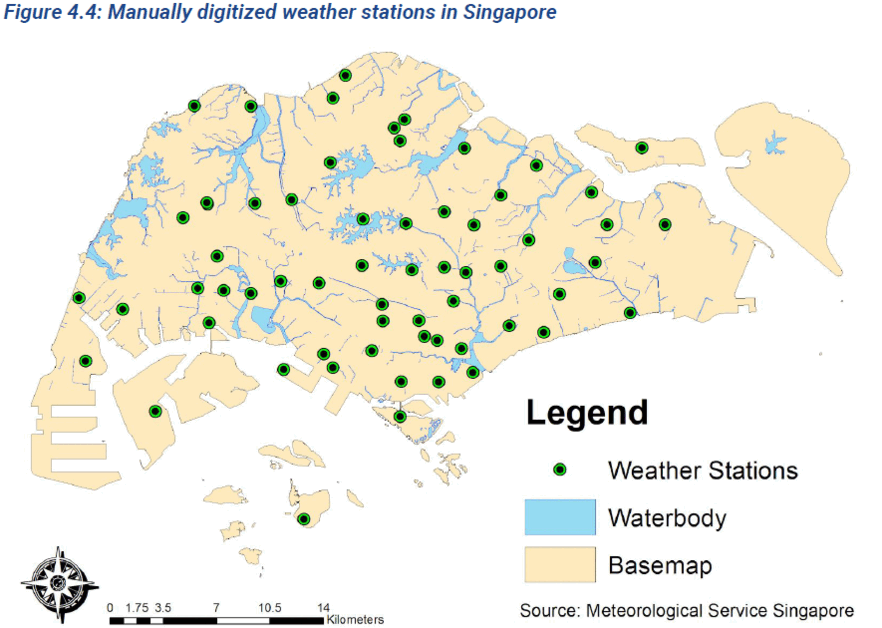 Figure 4.4: Manually digitized weather stations in Singapore
Legend
Weather Stations
Waterbody
Basemap
Source: Meteorological Service Singapore
0 1.75 3.5 7 10.5 14
Kilometers